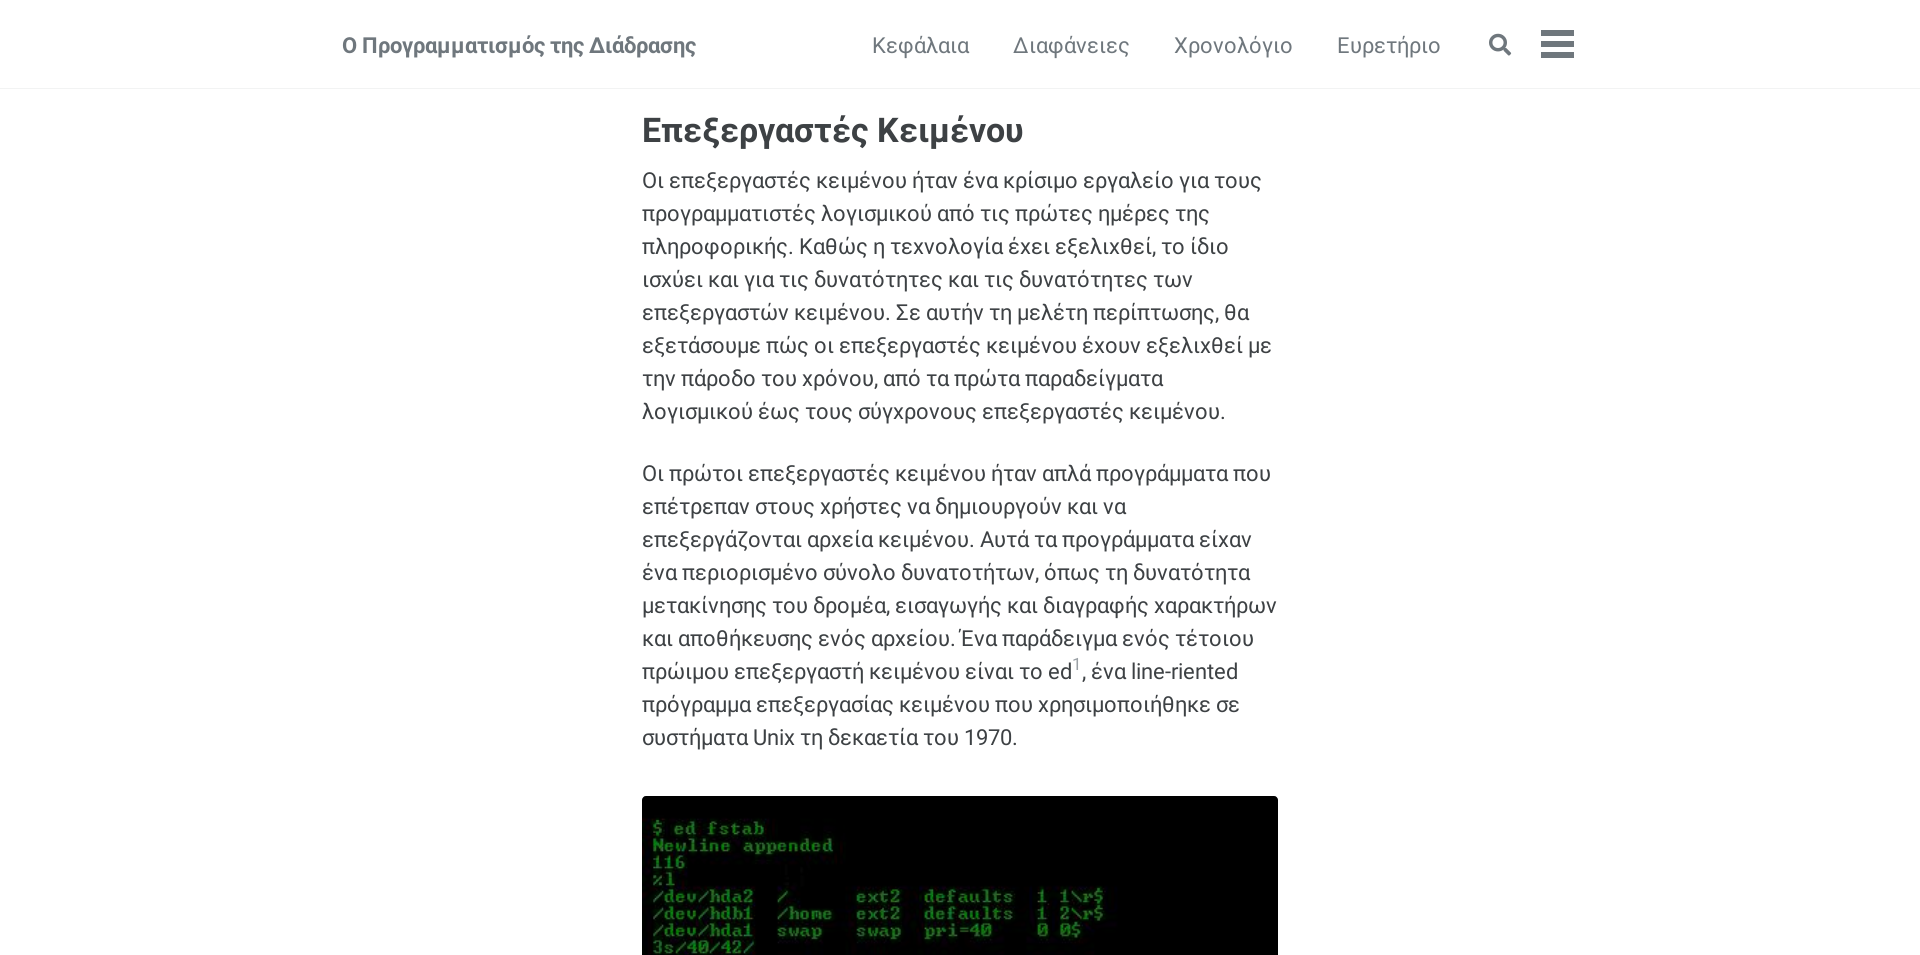 Ο Προγραμματισμός της Διάδρασης
Κεφάλαια
Διαφάνειες
Χρονολόγιο
Ευρετήριο
Επεξεργαστές Κειμένου
Οι επεξεργαστές κειμένου ήταν ένα κρίσιμο εργαλείο για τους
προγραμματιστές λογισμικού από τις πρώτες ημέρες της
πληροφορικής. Καθώς η τεχνολογία έχει εξελιχθεί, το ίδιο
ισχύει και για τις δυνατότητες και τις δυνατότητες των
επεξεργαστών κειμένου. Σε αυτήν τη μελέτη περίπτωσης, θα
εξετάσουμε πώς οι επεξεργαστές κειμένου έχουν εξελιχθεί με
την πάροδο του χρόνου, από τα πρώτα παραδείγματα
λογισμικού έως τους σύγχρονους επεξεργαστές κειμένου.
Οι πρώτοι επεξεργαστές κειμένου ήταν απλά προγράμματα που
επέτρεπαν στους χρήστες να δημιουργούν και να
επεξεργάζονται αρχεία κειμένου. Αυτά τα προγράμματα είχαν
ένα περιορισμένο σύνολο δυνατοτήτων, όπως τη δυνατότητα
μετακίνησης του δρομέα, εισαγωγής και διαγραφής χαρακτήρων
και αποθήκευσης ενός αρχείου. Ένα παράδειγμα ενός τέτοιου
πρώιμου επεξεργαστή κειμένου είναι το ed1, ένα line-riented
πρόγραμμα επεξεργασίας κειμένου που χρησιμοποιήθηκε σε
συστήματα Unix τη δεκαετία του 1970.
$ ed fstab
Newline appended
116
%l
/dev/hda2 / ext2 defaults 1 1\r$
/dev/hdb1 /home ext2 defaults 1 2\r$
/dev/hda1 swap swap pri=40 0 0$
3s/40/42/